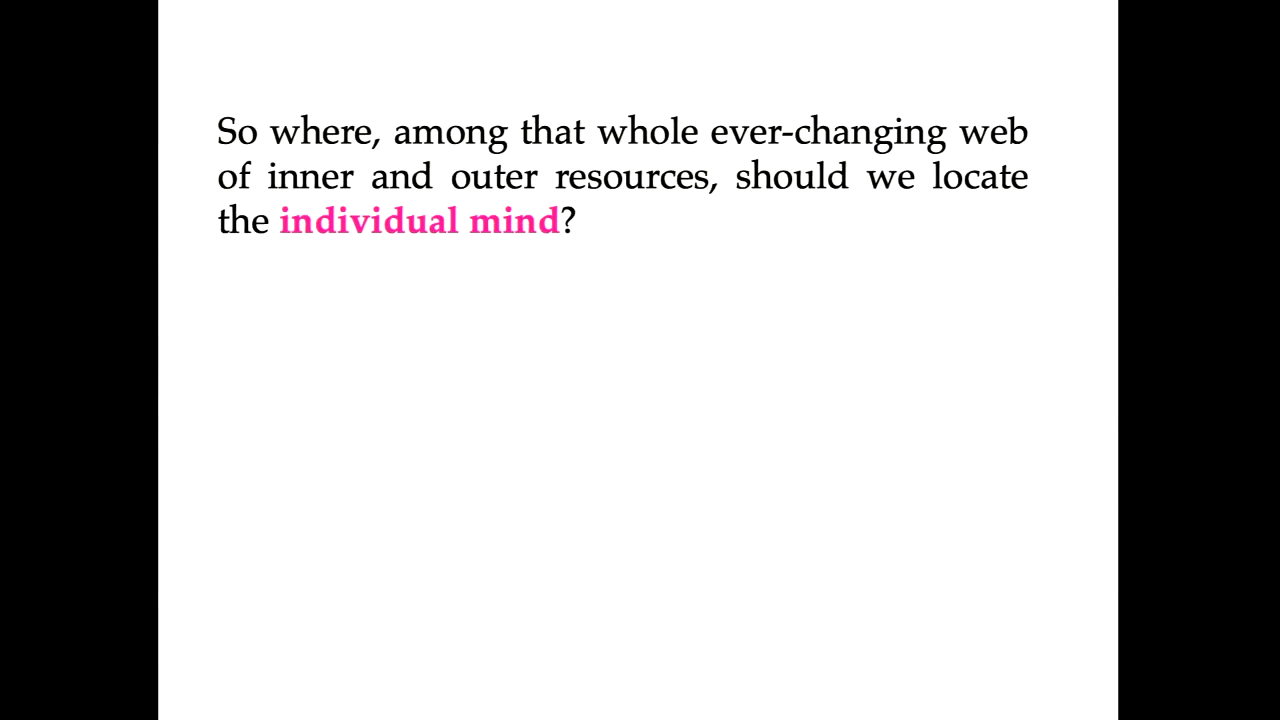 So where, among that whole ever-changing web
of inner and outer resources, should we locate
the individual mind?